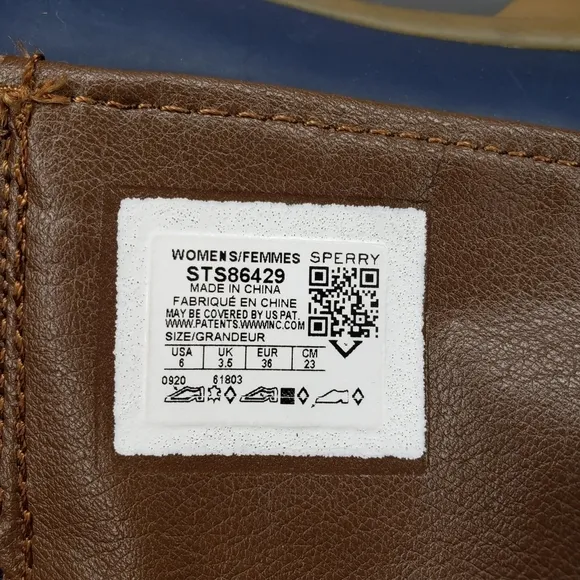 WOMENS/FEMMES SPERRY
STS86429
MADE IN CHINA
FABRIQUÉ EN CHINE
MAY BE COVERED BY US PAT.
WWW.PATENTS.WWWINC.COM
SIZE/GRANDEUR
USA UK EUR CM
6 3.5 36 23
0920 61803